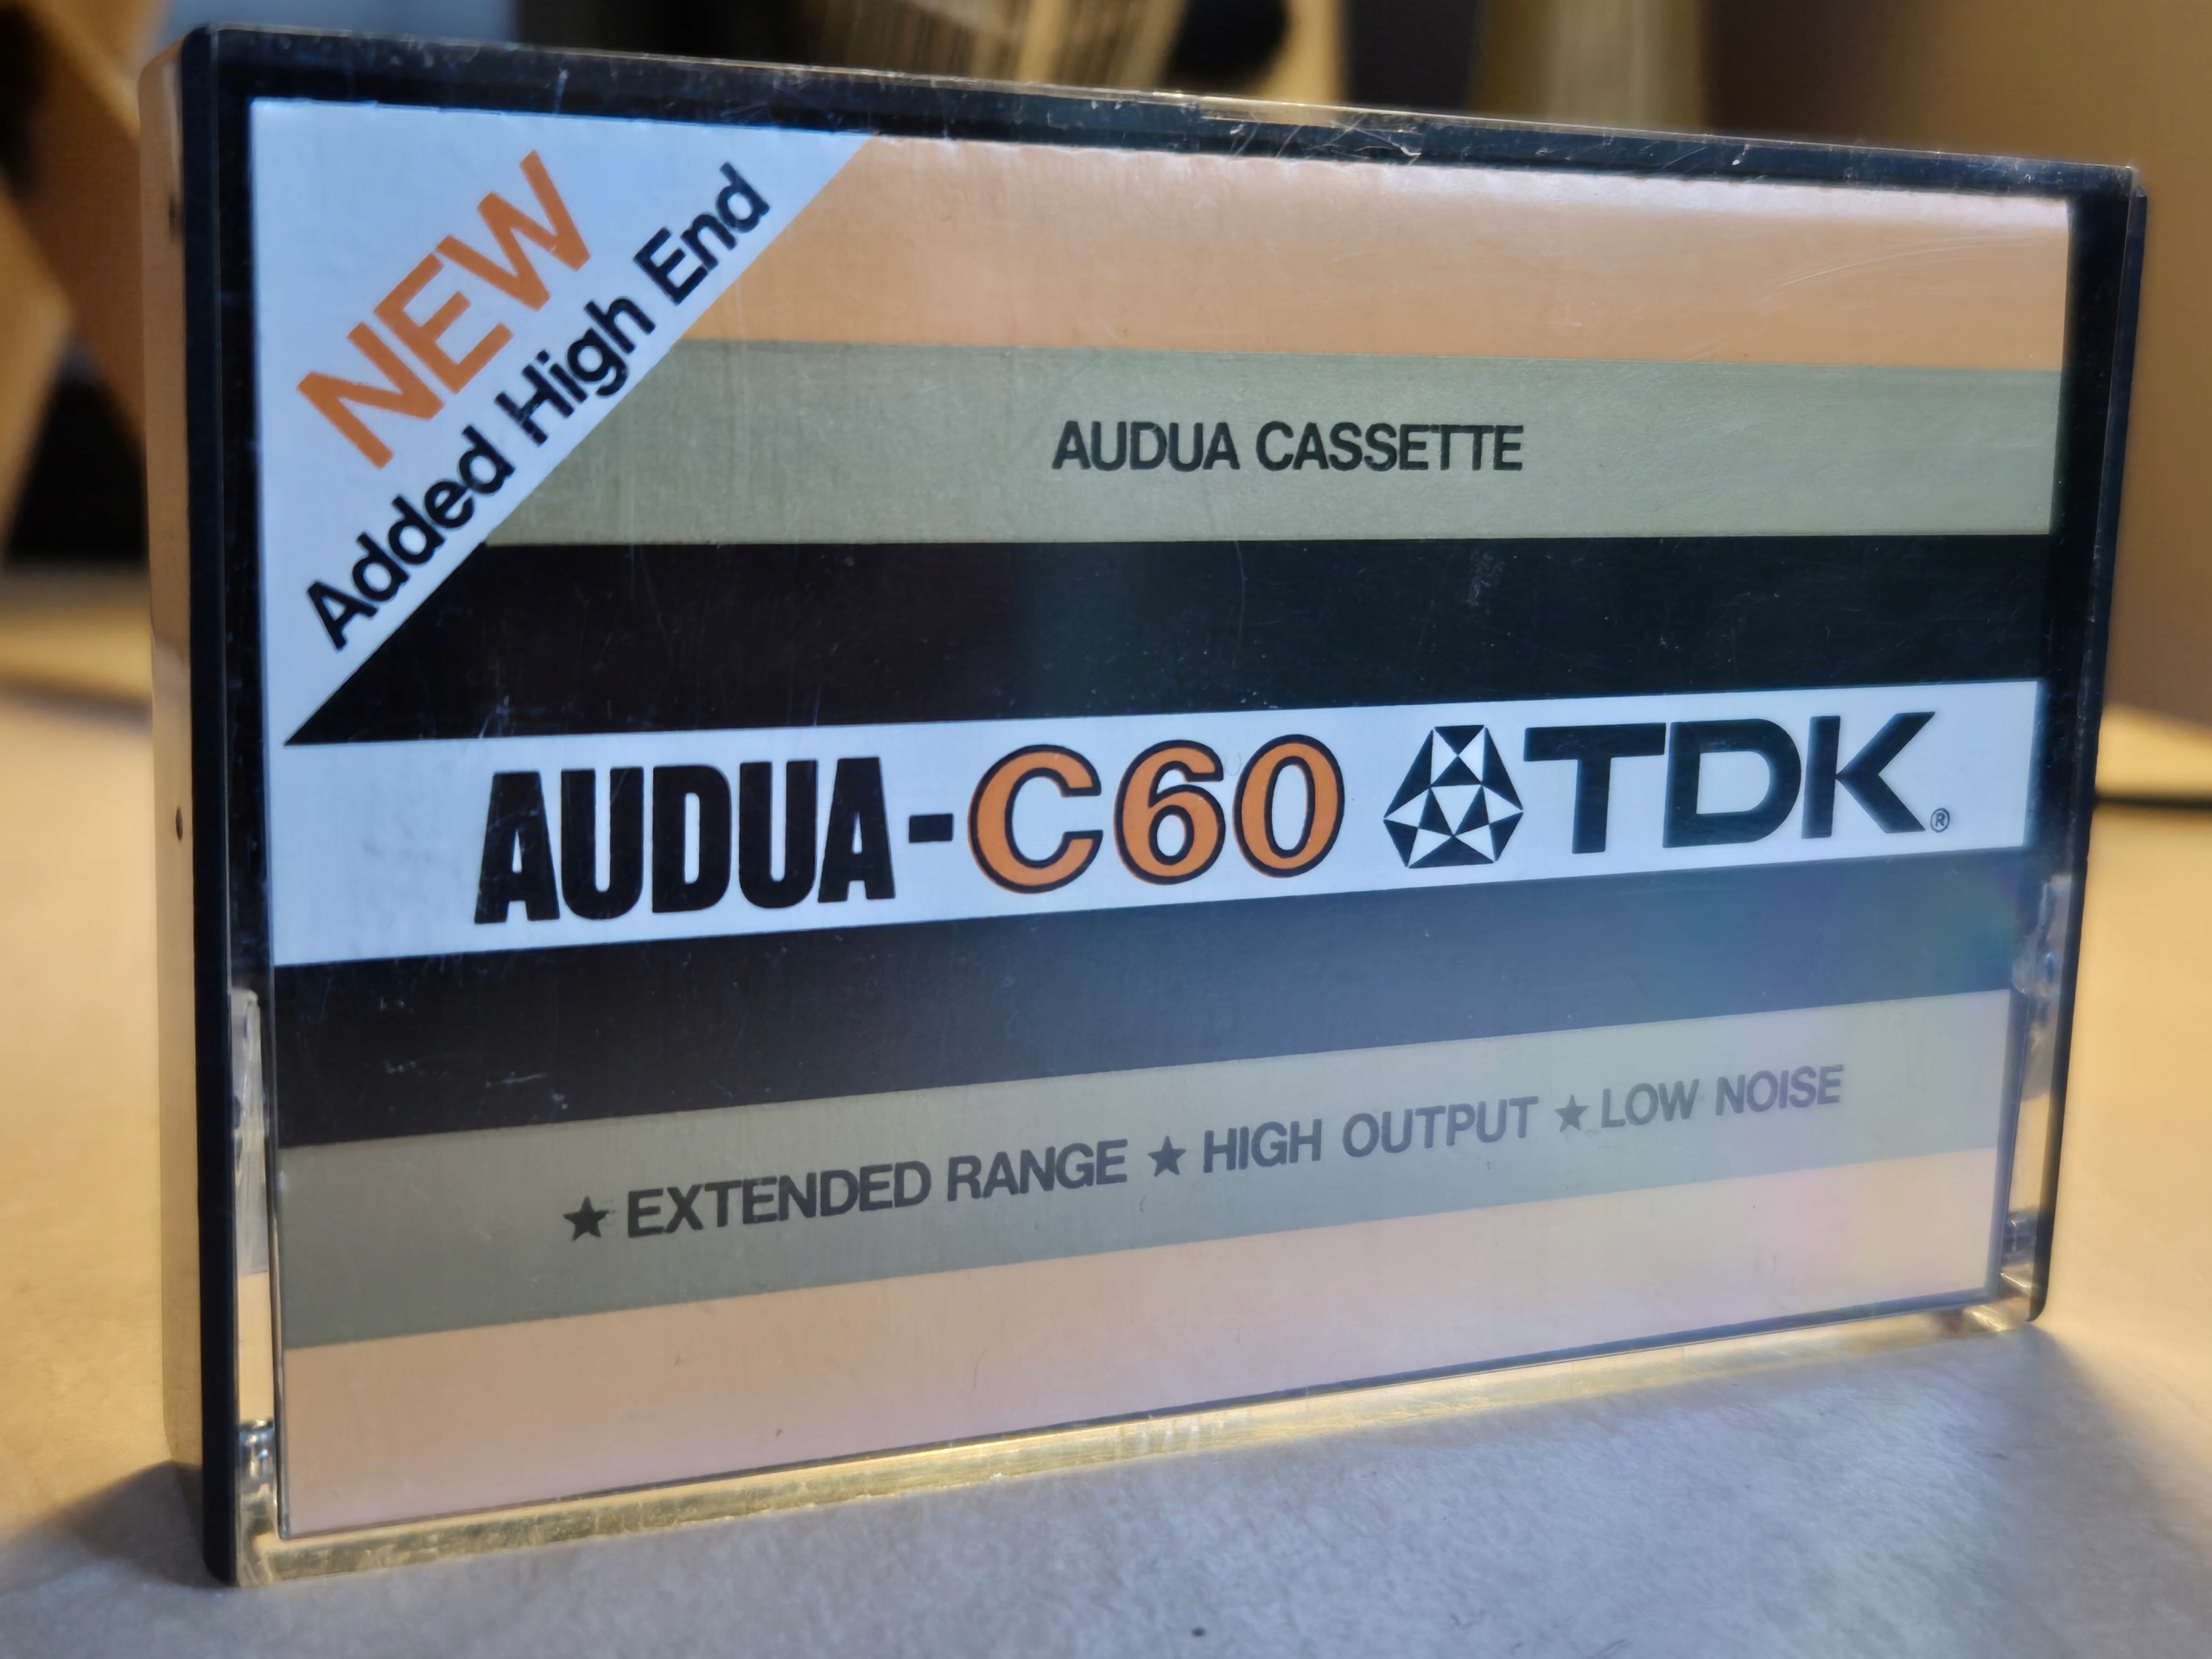 NEW
Added High End
AUDUA CASSETTE
AUDUA-C60 TDK®
★ EXTENDED RANGE ★ HIGH OUTPUT ★ LOW NOISE